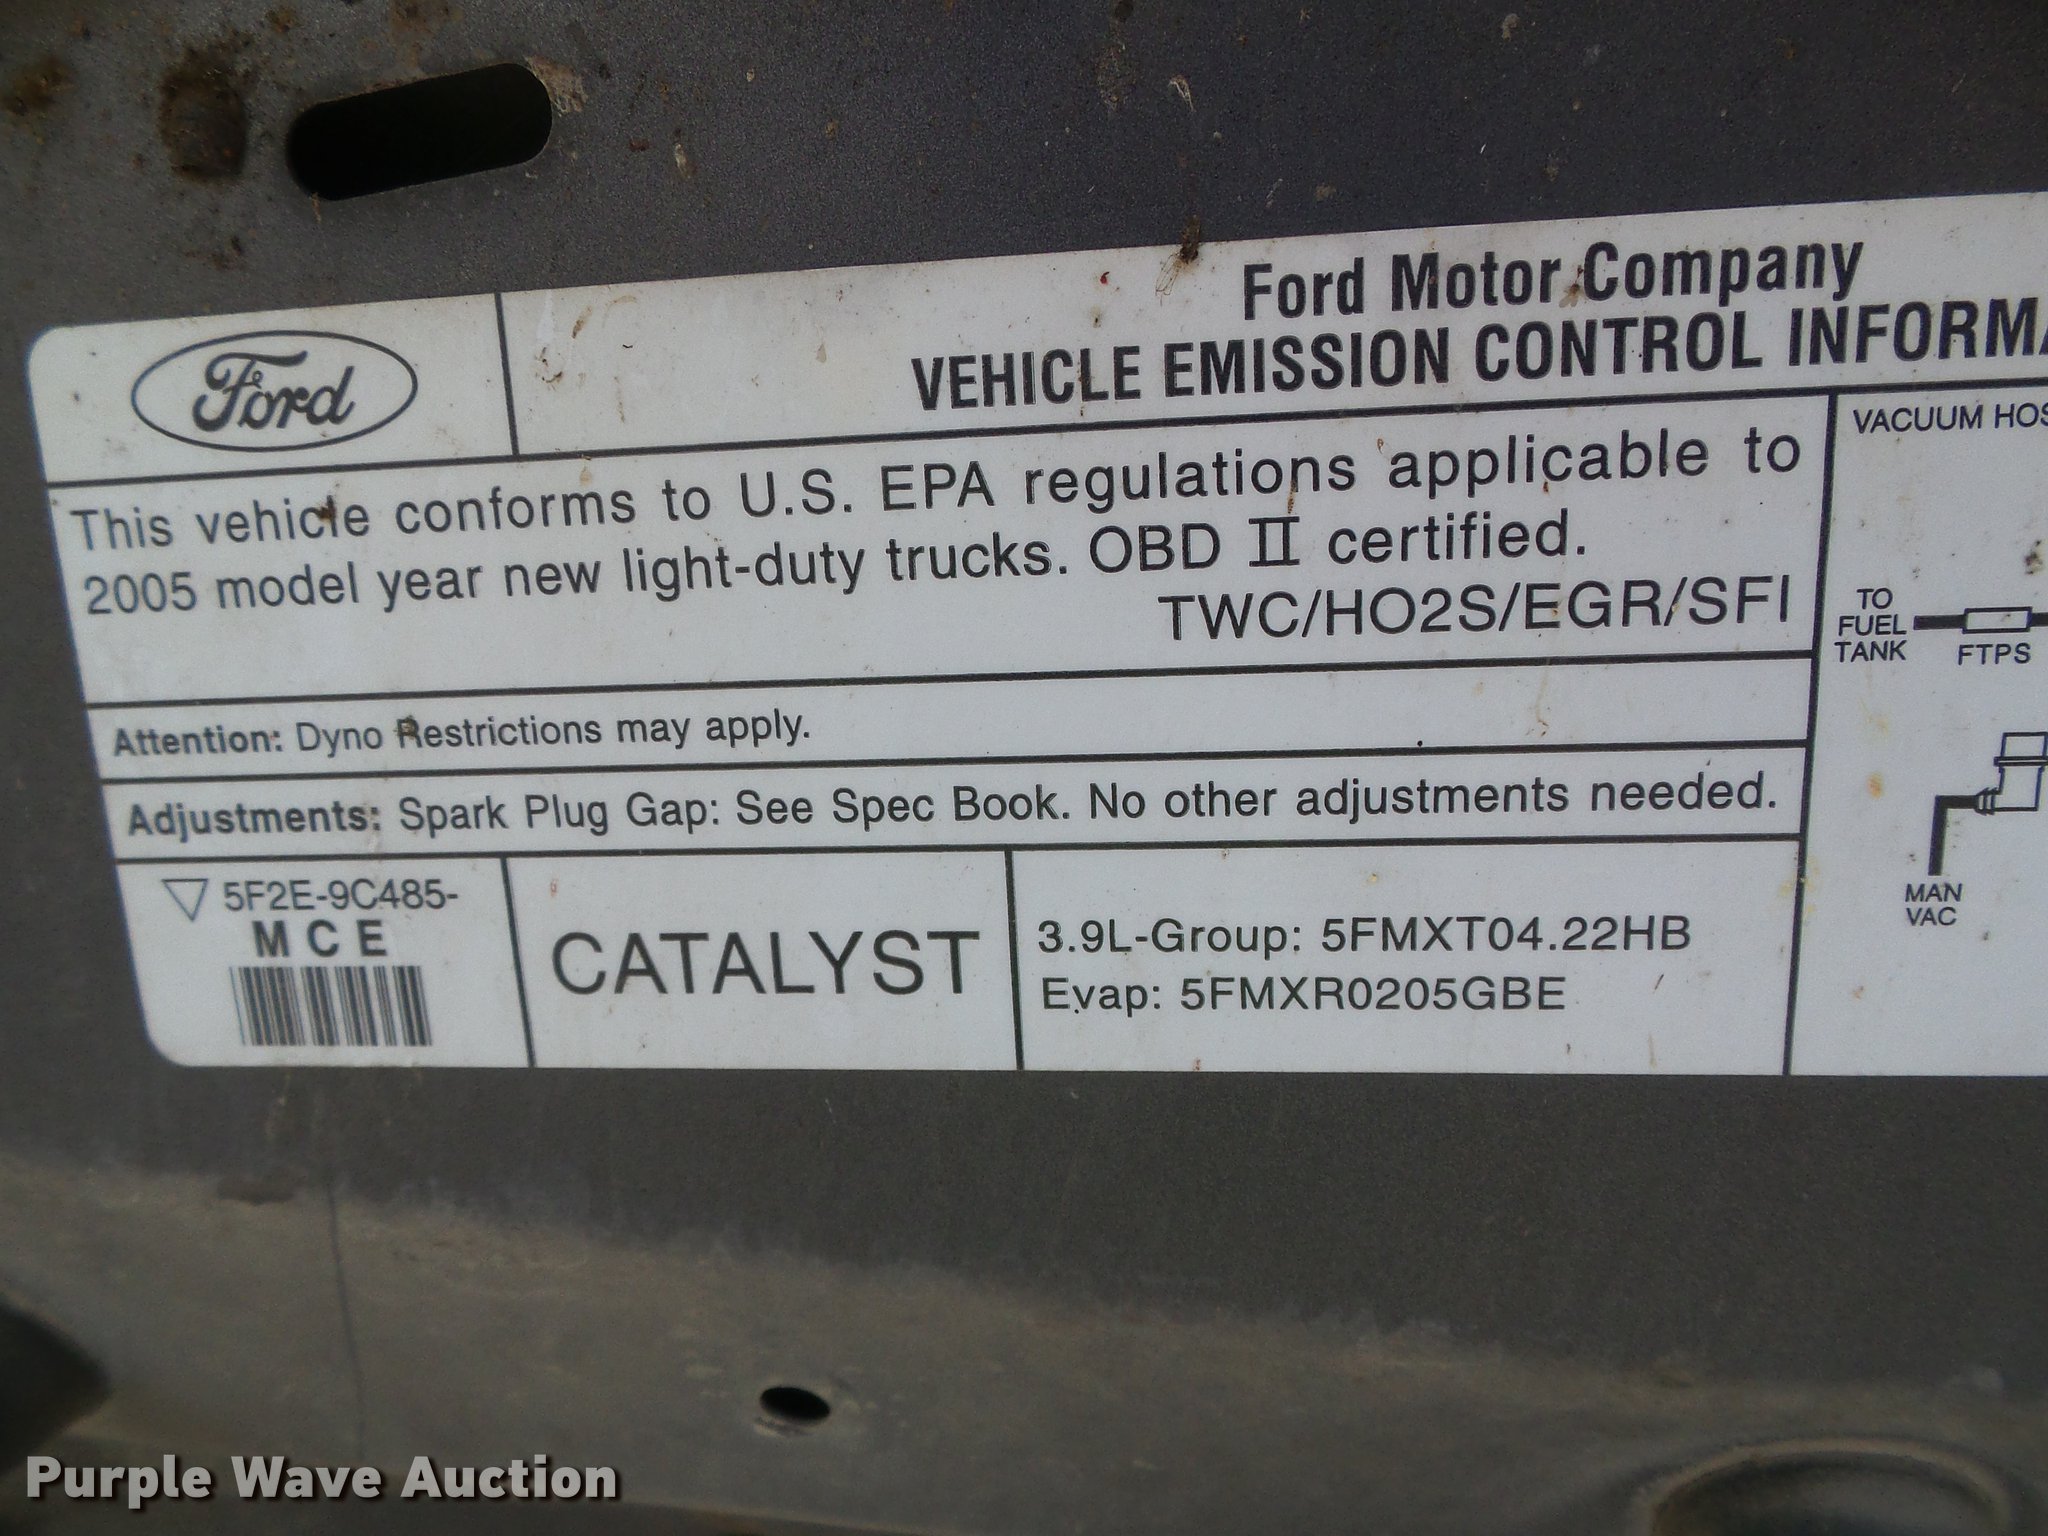 Ford
Ford Motor Company
VEHICLE EMISSION CONTROL
This vehicle conforms to U.S. EPA regulations applicable to
2005 model year new light-duty trucks. OBD II certified.
TWC/HO2S/EGR/SFI
Attention: Dyno Restrictions may apply.
Adjustments: Spark Plug Gap: See Spec Book. No other adjustments needed.
5F2E-9C485-
M C E
CATALYST
3.9L-Group: 5FMXT04.22HB
Evap: 5FMXR0205GBE
VACUUM
TO
FUEL
TANK
FTPS
MAN
VAC
Purple Wave Auction